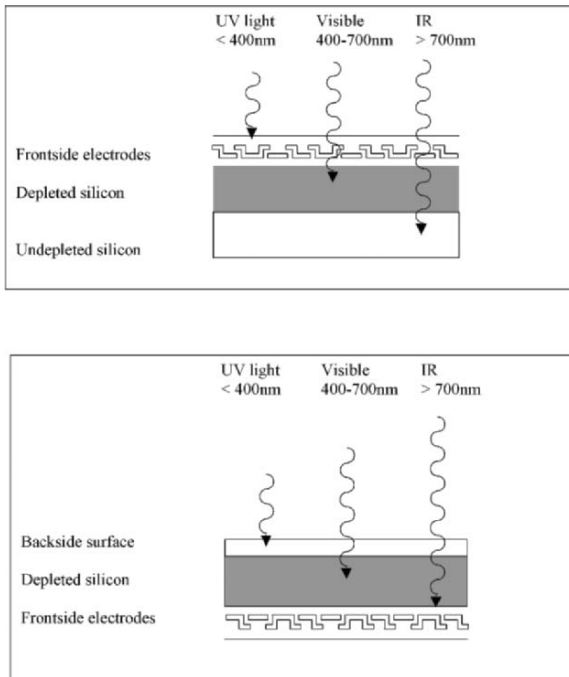 UV light Visible IR
< 400nm 400-700nm > 700nm
Frontside electrodes
Depleted silicon
Undepleted silicon
UV light Visible IR
< 400nm 400-700nm > 700nm
Backside surface
Depleted silicon
Frontside electrodes